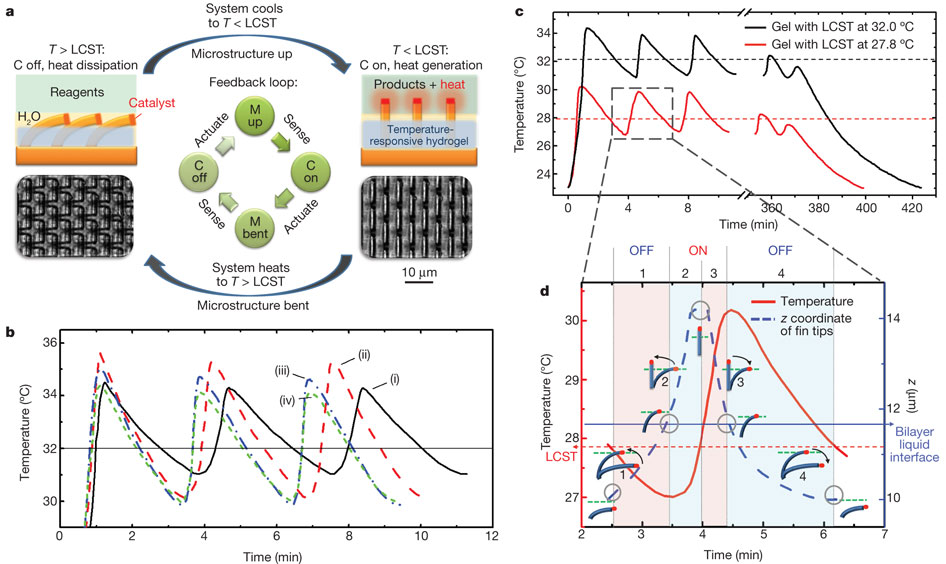 a
System cools
to T < LCST
Microstructure up
T > LCST:
C off, heat dissipation
T < LCST:
C on, heat generation
Reagents
Catalyst
H2O
Feedback loop:
M
up
Sense
C
on
Actuate
M
bent
Sense
C
off
Actuate
Products + heat
Temperature-
responsive hydrogel
System heats
to T > LCST
Microstructure bent
10 μm
b
Temperature (°C)
36
34
32
30
(ii)
(iii)
(i)
(iv)
0 2 4 6 8 10 12
Time (min)
c
Gel with LCST at 32.0 ºC
Gel with LCST at 27.8 ºC
Temperature (°C)
34
31
28
26
23
0 4 8 12 360 380 400 420
Time (min)
OFF ON OFF
1 2 3 4
d
Temperature
z coordinate
of fin tips
Temperature (°C)
30
29
28
27
LCST
2
3
1
4
14
12
10
z (μm)
Bilayer
liquid
interface
2 3 4 5 6 7
Time (min)